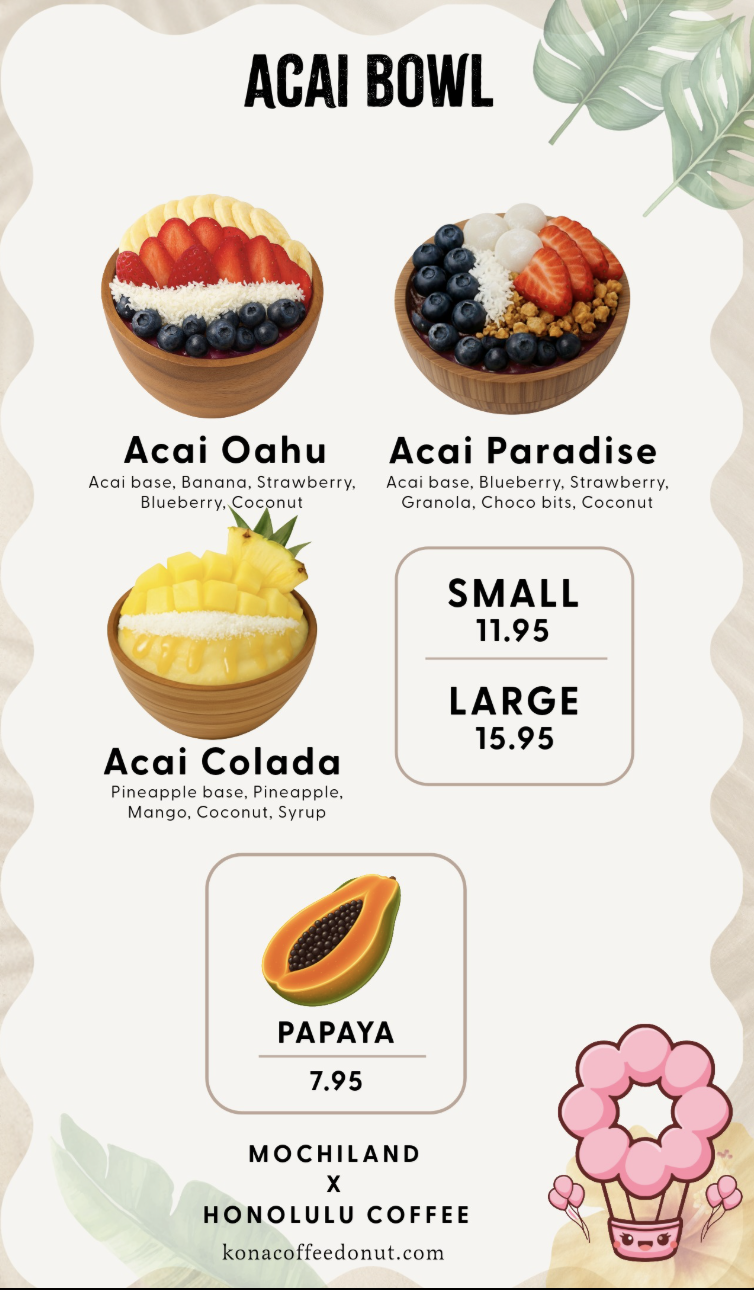 ACAI BOWL
Acai Oahu
Acai base, Banana, Strawberry,
Blueberry, Coconut
Acai Paradise
Acai base, Blueberry, Strawberry,
Granola, Choco bits, Coconut
Acai Colada
Pineapple base, Pineapple,
Mango, Coconut, Syrup
SMALL
11.95
LARGE
15.95
PAPAYA
7.95
MOCHILAND
X
HONOLULU COFFEE
konacoffeedonut.com